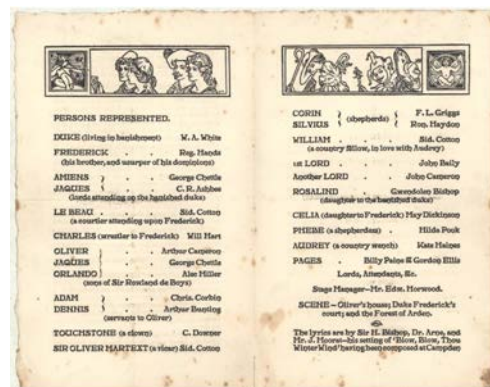 PERSONS REPRESENTED.
DUKE (living in banishment) W. A. White
FREDERICK . . Reg. Hands
(his brother, and usurper of his dominions)
AMIENS } . . George Chettle
JAQUES } . . C. R. Ashbee
(lords attending on the banished duke)
LE BEAU . . Sid. Cotton
(a courtier attending upon Frederick)
CHARLES (wrestler to Frederick) Will Hart
OLIVER } . . Arthur Cameron
JAQUES } . . George Chettle
ORLANDO } . . Alec Miller
(sons of Sir Rowland de Boys)
ADAM } . . Chris. Corbin
DENNIS } . . Arthur Bunting
(servants to Oliver)
TOUCHSTONE (a clown) C. Downer
SIR OLIVER MARTEXT (a vicar) Sid. Cotton
CORIN } (shepherds) { F. L. Griggs
SILVIUS } { Ron. Haydon
WILLIAM . . Sid. Cotton
(a country fellow, in love with Audrey)
1st LORD . . John Baily
Another LORD . John Cameron
ROSALIND Gwendolen Bishop
(daughter to the banished duke)
CELIA (daughter to Frederick) May Dickinson
PHEBE (a shepherdess) Hilda Pook
AUDREY (a country wench) Kate Haines
PAGES . Billy Paine & Gordon Ellis
Lords, Attendants, &c.
Stage Manager—Mr. Edw. Horwood.
SCENE—Oliver's house; Duke Frederick's
court; and the Forest of Arden.
The lyrics are by Sir H. Bishop, Dr. Arne, and
Mr. J. Moorat—his setting of 'Blow, Blow, Thou
Winter Wind' having been composed at Campden